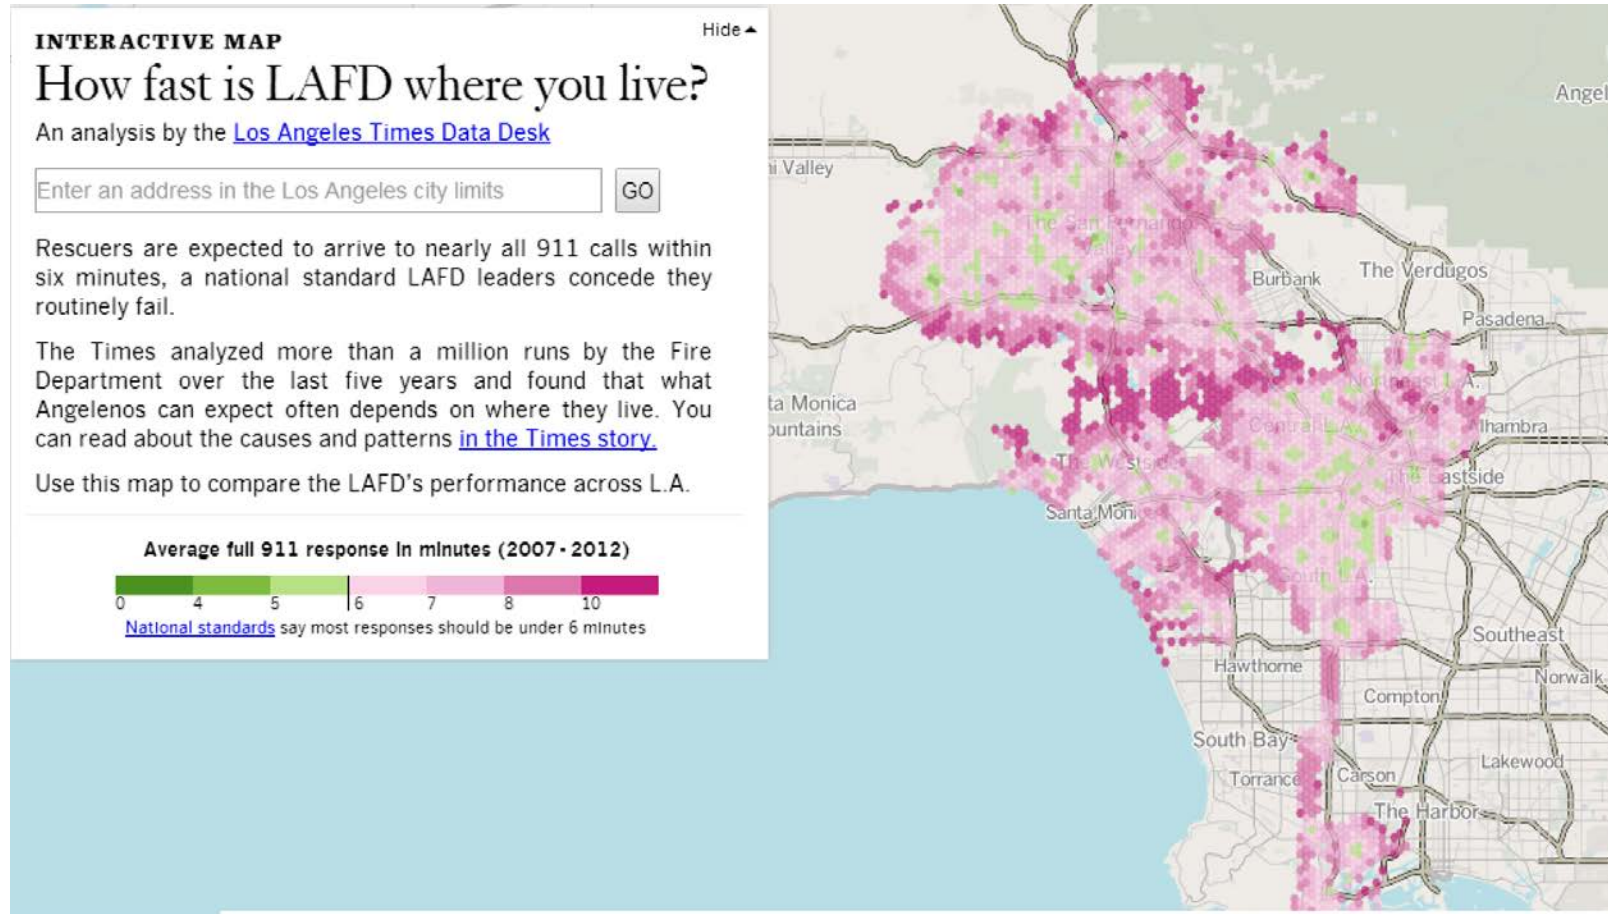 Hide
INTERACTIVE MAP
How fast is LAFD where you live?
An analysis by the Los Angeles Times Data Desk
Enter an address in the Los Angeles city limits GO
Rescuers are expected to arrive to nearly all 911 calls within
six minutes, a national standard LAFD leaders concede they
routinely fail.
The Times analyzed more than a million runs by the Fire
Department over the last five years and found that what
Angelenos can expect often depends on where they live. You
can read about the causes and patterns in the Times story.
Use this map to compare the LAFD's performance across L.A.
Average full 911 response in minutes (2007 - 2012)
0 4 5 6 7 8 10
National standards say most responses should be under 6 minutes
Angel
i Valley
The San Fernando
Burbank
The Verdugos
Pasadena
ta Monica
ountains
Northeast L.A.
Central L.A.
lhambra
The Westside
The Eastside
Santa Moni
South L.A.
Southeast
Hawthorne
Norwalk
Compton
South Bay
Lakewood
Torrance
Carson
The Harbor